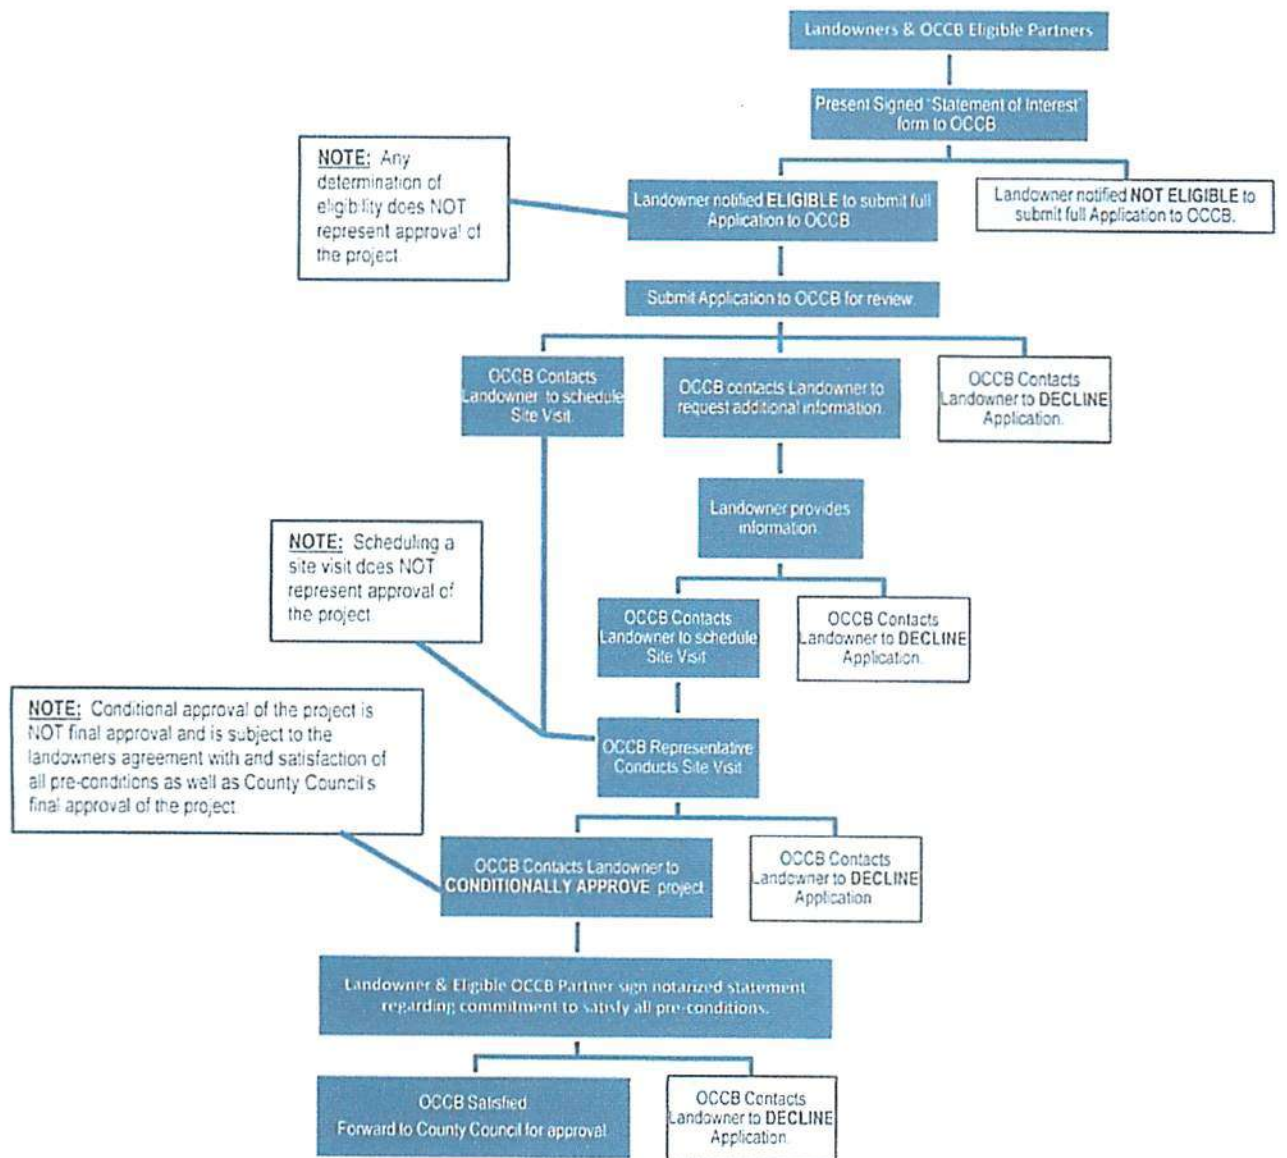 Landowners & OCCB Eligible Partners
Present Signed "Statement of Interest"
form to OCCB
NOTE: Any
determination of
eligibility does NOT
represent approval of
the project.
Landowner notified ELIGIBLE to submit full
Application to OCCB.
Landowner notified NOT ELIGIBLE to
submit full Application to OCCB.
Submit Application to OCCB for review.
OCCB Contacts
Landowner to schedule
Site Visit.
OCCB contacts Landowner to
request additional information.
OCCB Contacts
Landowner to DECLINE
Application.
Landowner provides
information.
NOTE: Scheduling a
site visit does NOT
represent approval of
the project.
OCCB Contacts
Landowner to schedule
Site Visit
OCCB Contacts
Landowner to DECLINE
Application.
NOTE: Conditional approval of the project is
NOT final approval and is subject to the
landowners agreement with and satisfaction of
all pre-conditions as well as County Council's
final approval of the project.
OCCB Representative
Conducts Site Visit
OCCB Contacts Landowner to
CONDITIONALLY APPROVE project
OCCB Contacts
Landowner to DECLINE
Application
Landowner & Eligible OCCB Partner sign notarized statement
regarding commitment to satisfy all pre-conditions.
OCCB Satisfied
Forward to County Council for approval
OCCB Contacts
Landowner to DECLINE
Application.